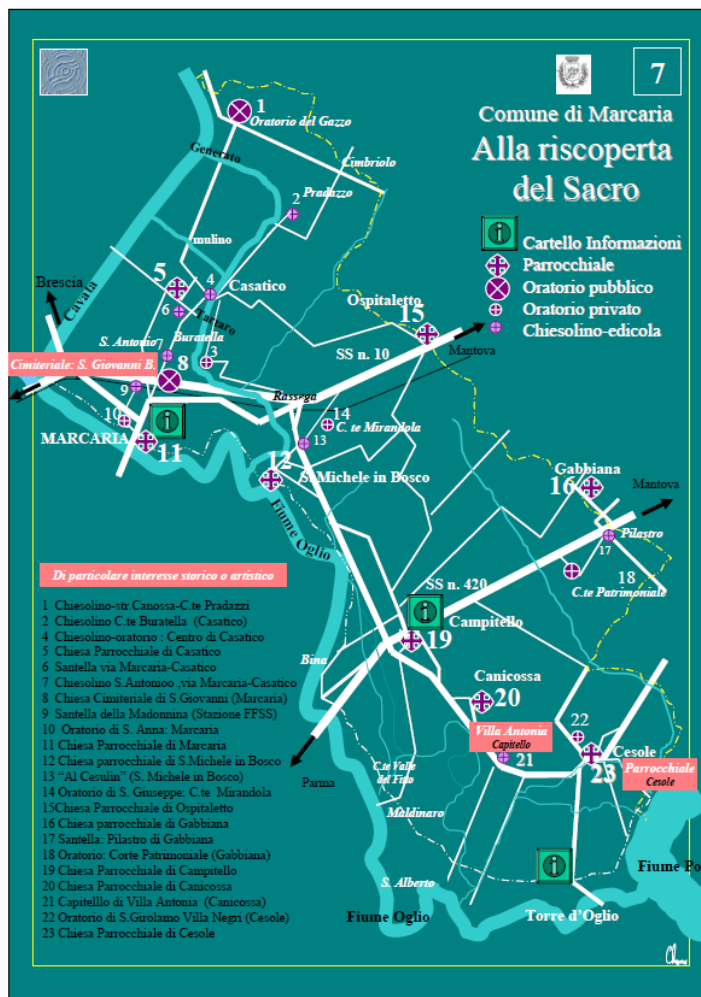 7
Comune di Marcaria
Alla riscoperta
del Sacro
Cartello Informazioni
Parrocchiale
Oratorio pubblico
Oratorio privato
Chiesolino-edicola
1
Oratorio del Gazzo
Generato
Cimbriolo
2
Pradazzo
mulino
Brescia
Cavata
5
4
Casatico
6
Tartaro
Ospitaletto
15
S. Antonio
Buratella
7
3
SS n. 10
Mantova
Cimiteriale: S. Giovanni B.
8
9
Rassega
10
14
C.te Mirandola
MARCARIA
11
13
12
S. Michele in Bosco
Gabbiana
16
Mantova
Fiume Oglio
Pilastro
17
18
C.te Patrimoniale
SS n. 420
Campitello
19
Bina
Canicossa
20
Villa Antonia
Capitello
22
Cesole
21
23
Parrocchiale
Cesole
Parma
C.te Valle
del Fitto
Maldinaro
S. Alberto
Fiume Oglio
Torre d'Oglio
Fiume Po
Di particolare interesse storico o artistico
1 Chiesolino-str.Canossa-C.te Pradazzi
2 Chiesolino C.te Buratella (Casatico)
4 Chiesolino-oratorio : Centro di Casatico
5 Chiesa Parrocchiale di Casatico
6 Santella via Marcaria-Casatico
7 Chiesolino S.Antonioo ,via Marcaria-Casatico
8 Chiesa Cimiteriale di S.Giovanni (Marcaria)
9 Santella della Madonnina (Stazione FFSS)
10 Oratorio di S. Anna: Marcaria
11 Chiesa Parrocchiale di Marcaria
12 Chiesa parrocchiale di S.Michele in Bosco
13 "Al Cesulin" (S. Michele in Bosco)
14 Oratorio di S. Giuseppe: C.te Mirandola
15Chiesa Parrocchiale di Ospitaletto
16 Chiesa parrocchiale di Gabbiana
17 Santella: Pilastro di Gabbiana
18 Oratorio: Corte Patrimoniale (Gabbiana)
19 Chiesa Parrocchiale di Campitello
20 Chiesa Parrocchiale di Canicossa
21 Capitelllo di Villa Antonia (Canicossa)
22 Oratorio di S.Girolamo Villa Negri (Cesole)
23 Chiesa Parrocchiale di Cesole